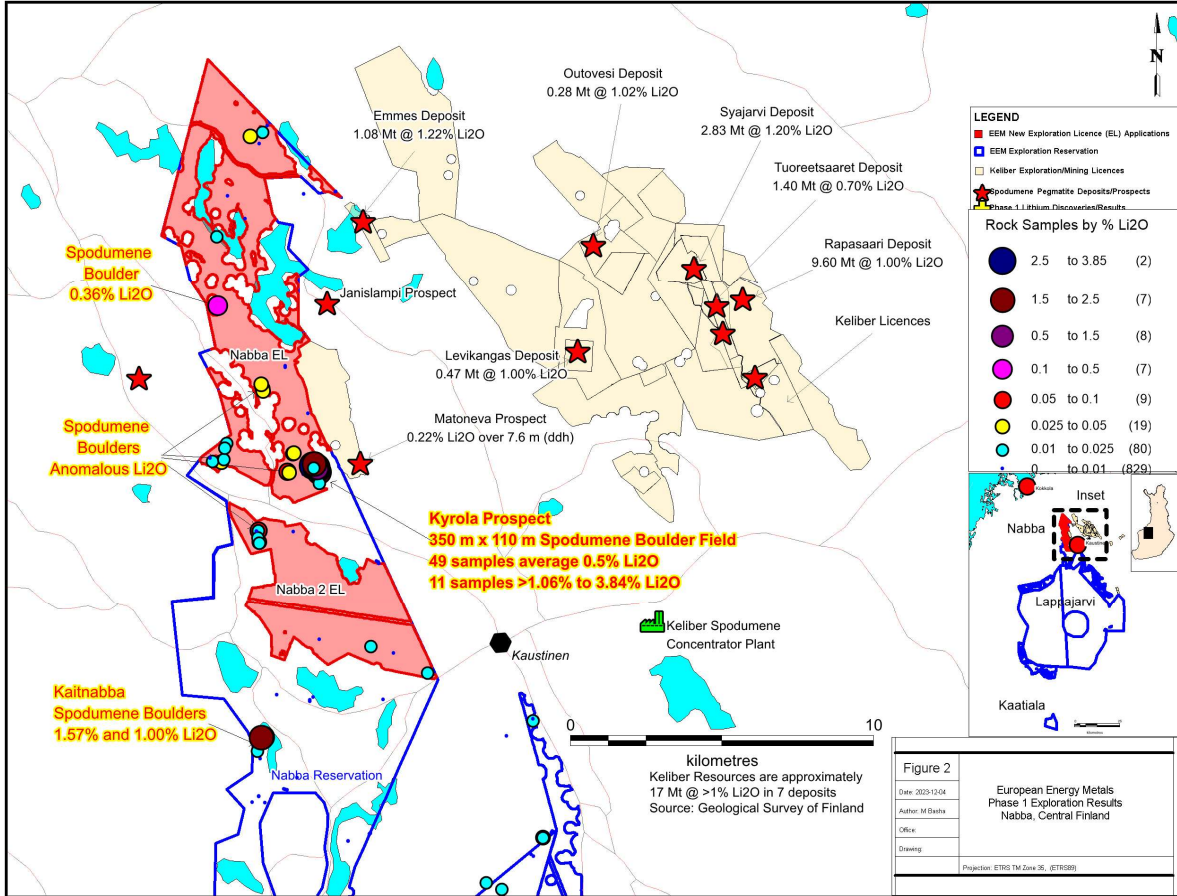 N
Outovesi Deposit
0.28 Mt @ 1.02% Li2O
Syajarvi Deposit
2.83 Mt @ 1.20% Li2O
Emmes Deposit
1.08 Mt @ 1.22% Li2O
Tuoreetsaaret Deposit
1.40 Mt @ 0.70% Li2O
Rapasaari Deposit
9.60 Mt @ 1.00% Li2O
Spodumene
Boulder
0.36% Li2O
Janislampi Prospect
Keliber Licences
Nabba EL
Levikangas Deposit
0.47 Mt @ 1.00% Li2O
Matoneva Prospect
0.22% Li2O over 7.6 m (ddh)
Spodumene
Boulders
Anomalous Li2O
Kyrola Prospect
350 m x 110 m Spodumene Boulder Field
49 samples average 0.5% Li2O
11 samples >1.06% to 3.84% Li2O
Nabba 2 EL
Keliber Spodumene
Concentrator Plant
Kaustinen
Kaitnabba
Spodumene Boulders
1.57% and 1.00% Li2O
Nabba Reservation
0 10
kilometres
Keliber Resources are approximately
17 Mt @ >1% Li2O in 7 deposits
Source: Geological Survey of Finland
LEGEND
EEM New Exploration Licence (EL) Applications
EEM Exploration Reservation
Keliber Exploration/Mining Licences
Spodumene Pegmatite Deposits/Prospects
Phase 1 Lithium Discoveries/Results
Rock Samples by % Li2O
2.5 to 3.85 (2)
1.5 to 2.5 (7)
0.5 to 1.5 (8)
0.1 to 0.5 (7)
0.05 to 0.1 (9)
0.025 to 0.05 (19)
0.01 to 0.025 (80)
0 to 0.01 (829)
Kokkola
Inset
Nabba
Kaustinen
Lappajarvi
Kaatiala
kilometres
Figure 2
Date: 2023-12-04
Author: M Basha
Office:
Drawing:
European Energy Metals
Phase 1 Exploration Results
Nabba, Central Finland
Projection: ETRS TM Zone 35, (ETRS89)